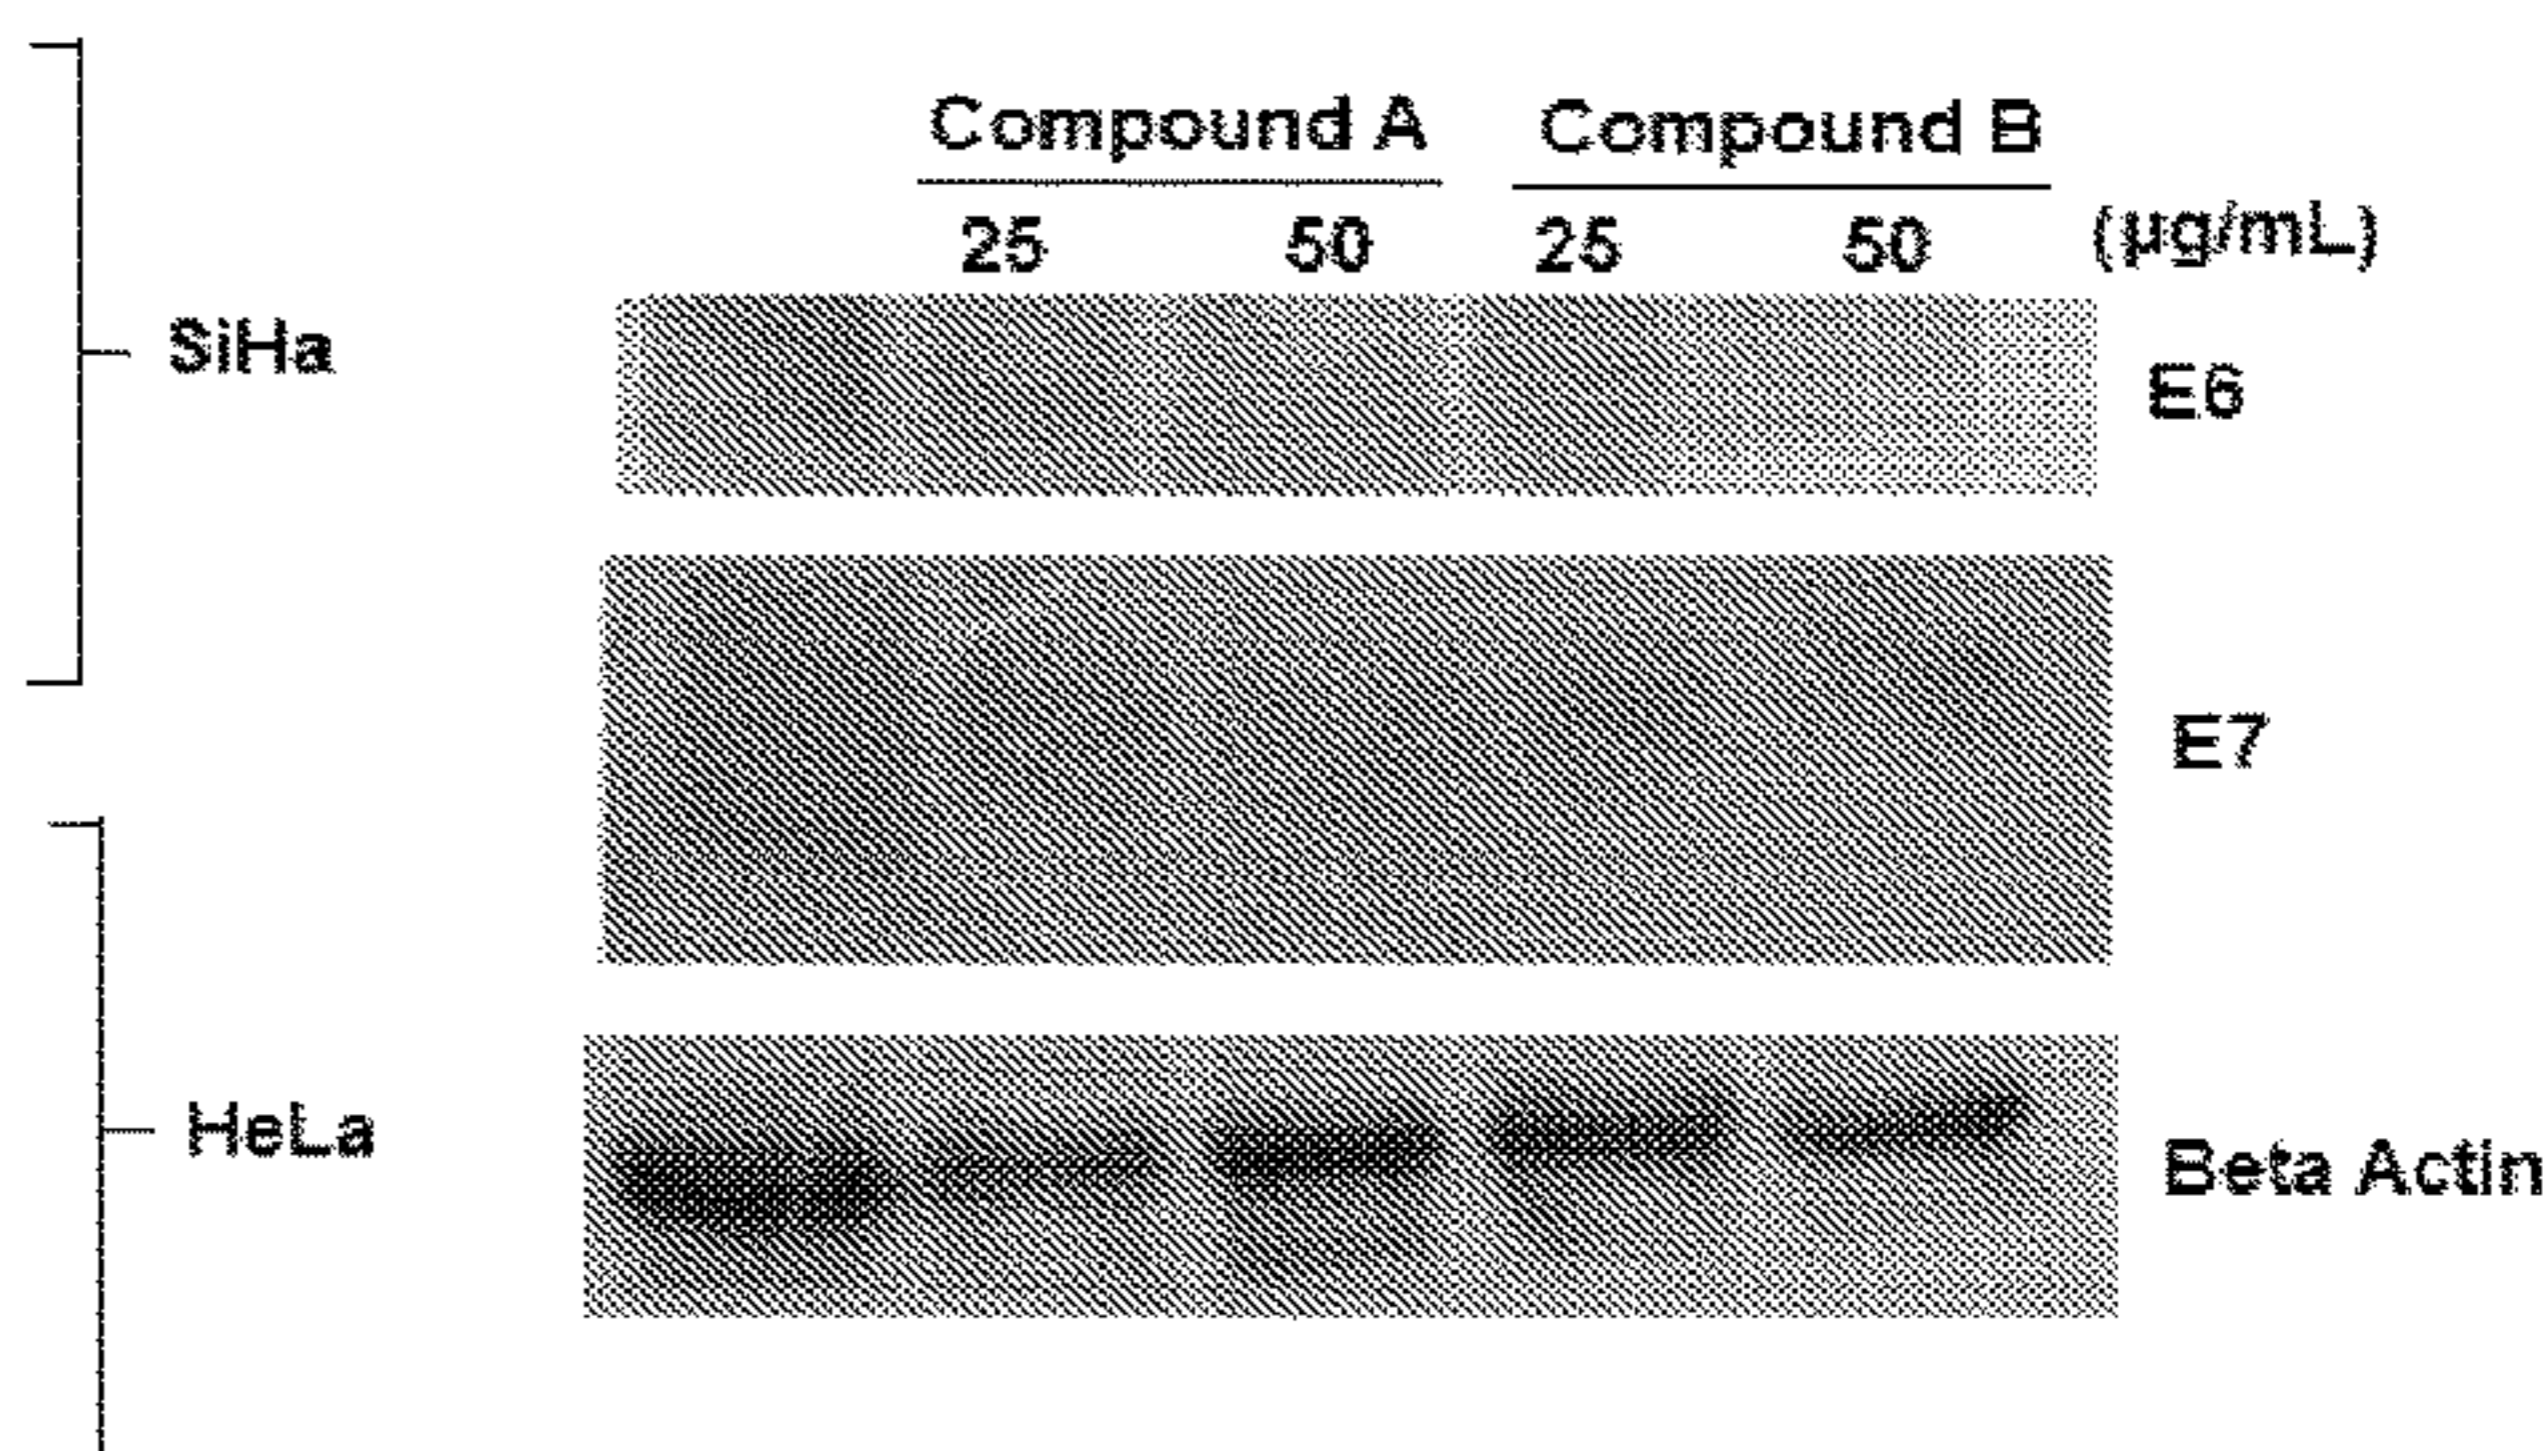 Compound A Compound B
25 50 25 50 (µg/mL)
SiHa
E6
E7
HeLa
Beta Actin